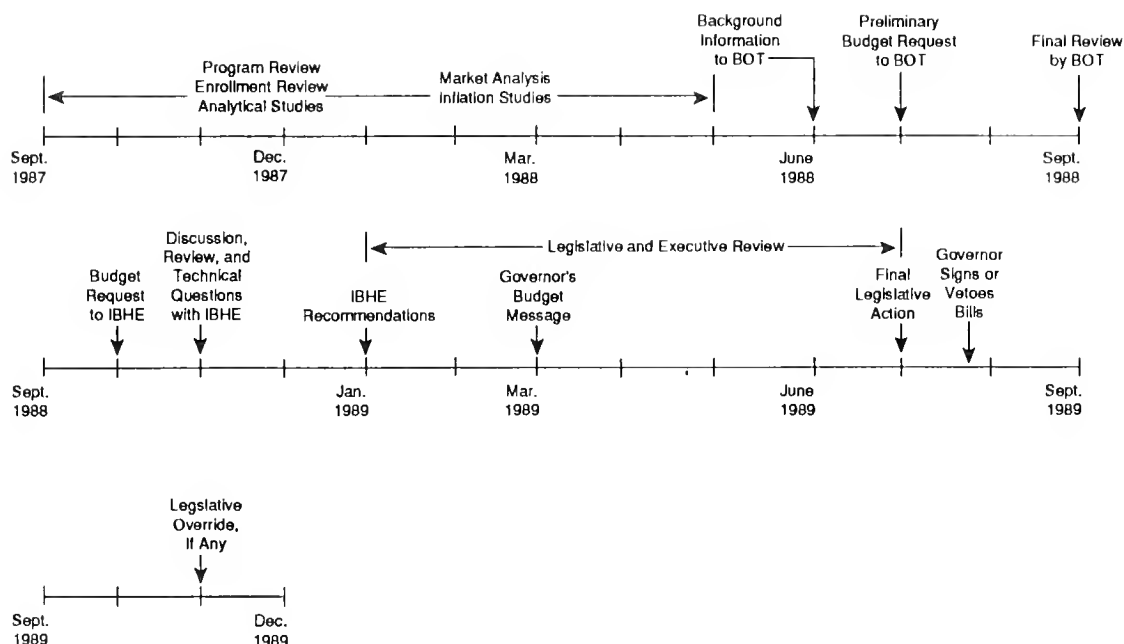 Program Review
Enrollment Review
Analytical Studies
Market Analysis
Inflation Studies
Background
Information
to BOT
Preliminary
Budget Request
to BOT
Final Review
by BOT
Sept.
1987
Dec.
1987
Mar.
1988
June
1988
Sept.
1988
Budget
Request
to IBHE
Discussion,
Review, and
Technical
Questions
with IBHE
IBHE
Recommendations
Legislative and Executive Review
Governor's
Budget
Message
Final
Legislative
Action
Governor
Signs or
Vetoes
Bills
Sept.
1988
Jan.
1989
Mar.
1989
June
1989
Sept.
1989
Legslative
Override,
If Any
Sept.
1989
Dec.
1989